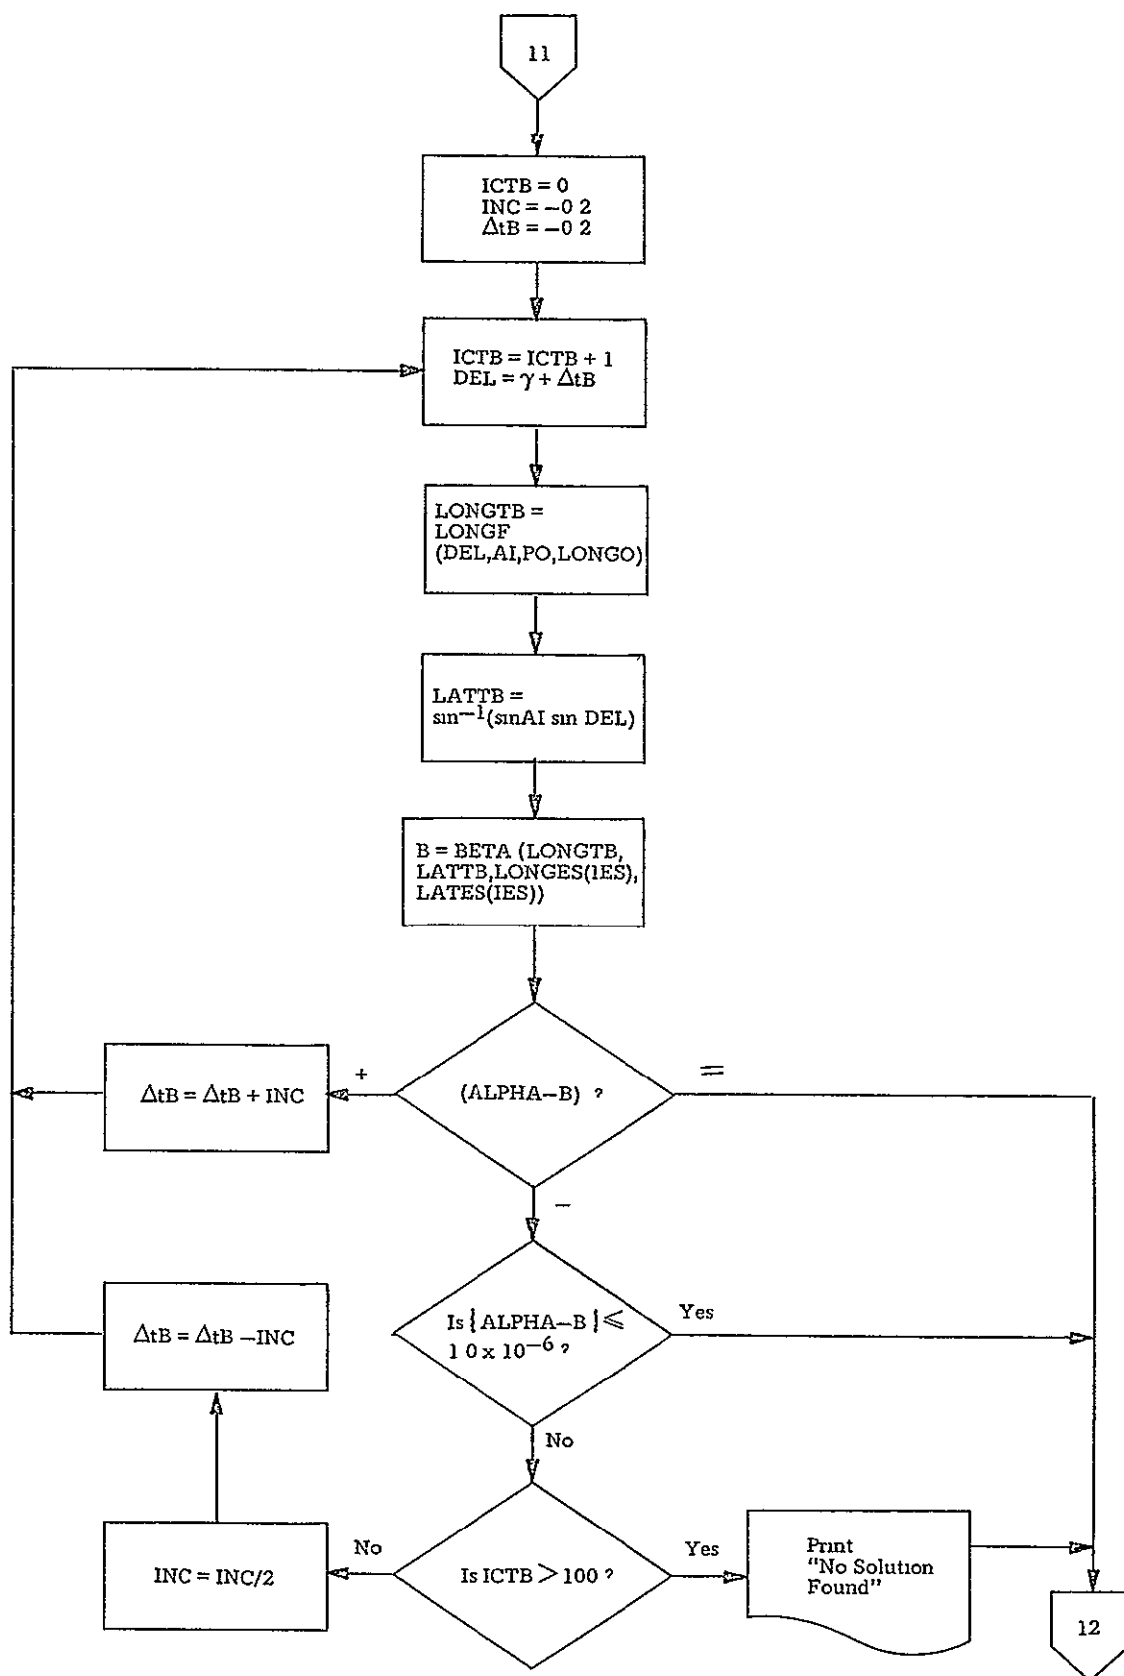 11
ICTB = 0
INC = −0 2
ΔtB = −0 2
ICTB = ICTB + 1
DEL = γ + ΔtB
LONGTB =
LONGF
(DEL,AI,PO,LONGO)
LATTB =
sin−1(sinAI sin DEL)
B = BETA (LONGTB,
LATTB,LONGES(IES),
LATES(IES))
(ALPHA−B) ?
+
=
−
ΔtB = ΔtB + INC
Is {ALPHA−B} ⩽
1 0 x 10−6 ?
Yes
No
ΔtB = ΔtB −INC
Is ICTB > 100 ?
No
Yes
INC = INC/2
Print
"No Solution
Found"
12